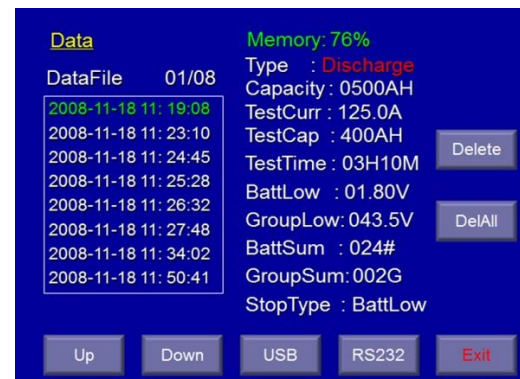 Data
DataFile 01/08
2008-11-18 11: 19:08
2008-11-18 11: 23:10
2008-11-18 11: 24:45
2008-11-18 11: 25:28
2008-11-18 11: 26:32
2008-11-18 11: 27:48
2008-11-18 11: 34:02
2008-11-18 11: 50:41
Memory: 76%
Type : Discharge
Capacity : 0500AH
TestCurr : 125.0A
TestCap : 400AH
TestTime : 03H10M
BattLow : 01.80V
GroupLow: 043.5V
BattSum : 024#
GroupSum: 002G
StopType : BattLow
Delete
DelAll
Up Down USB RS232 Exit